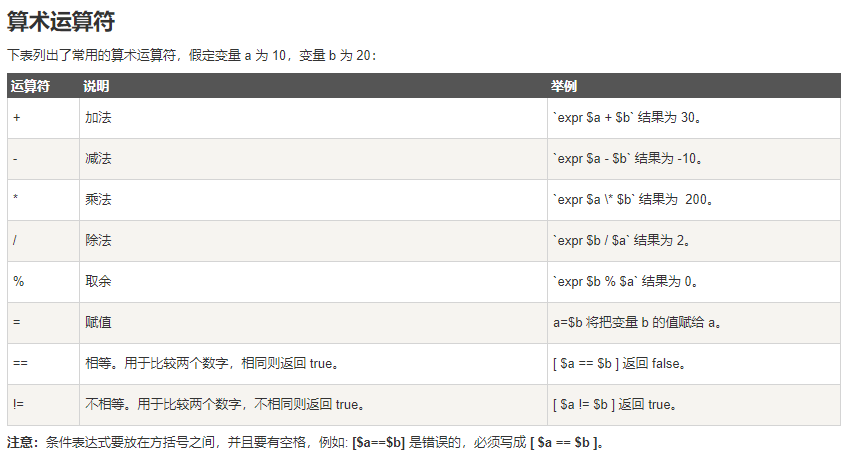 算术运算符
下表列出了常用的算术运算符，假定变量 a 为 10，变量 b 为 20：
运算符 说明 举例
+ 加法 `expr $a + $b` 结果为 30。
- 减法 `expr $a - $b` 结果为 -10。
* 乘法 `expr $a \* $b` 结果为  200。
/ 除法 `expr $b / $a` 结果为 2。
% 取余 `expr $b % $a` 结果为 0。
= 赋值 a=$b 将把变量 b 的值赋给 a。
== 相等。用于比较两个数字，相同则返回 true。 [ $a == $b ] 返回 false。
!= 不相等。用于比较两个数字，不相同则返回 true。 [ $a != $b ] 返回 true。
注意：条件表达式要放在方括号之间，并且要有空格，例如: [$a==$b] 是错误的，必须写成 [ $a == $b ]。